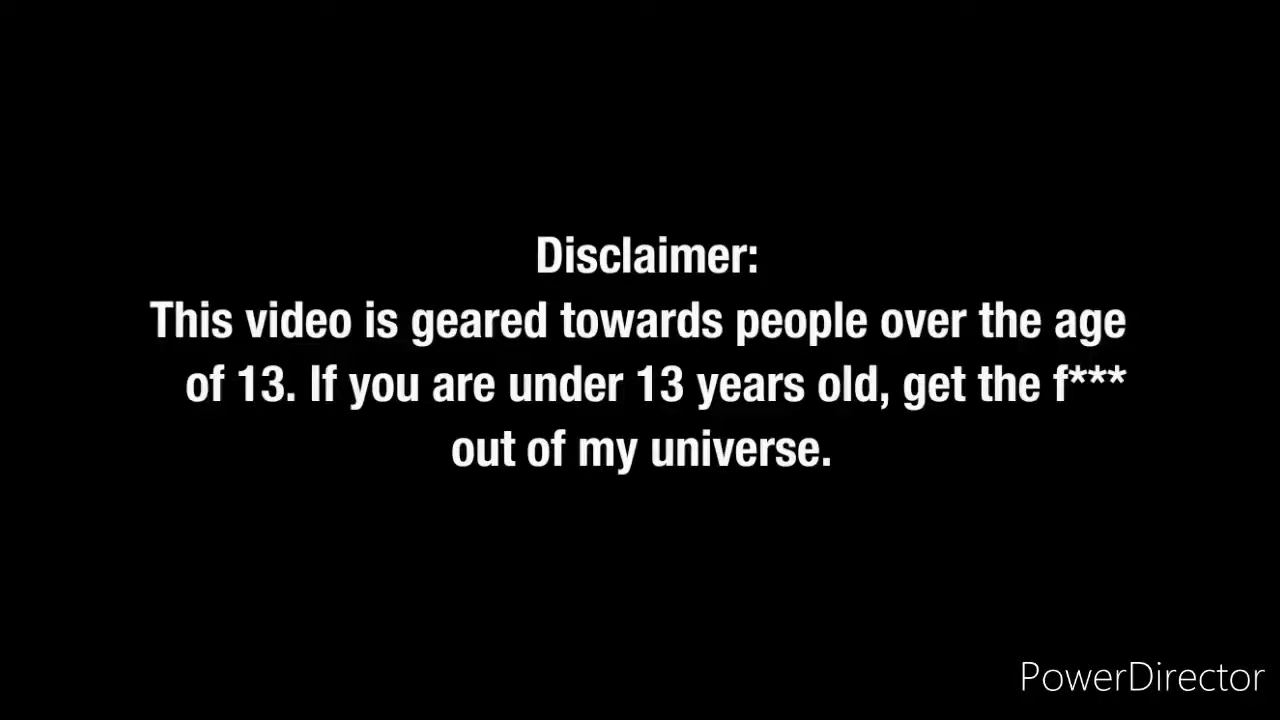 Disclaimer:
This video is geared towards people over the age
of 13. If you are under 13 years old, get the f***
out of my universe.
PowerDirector